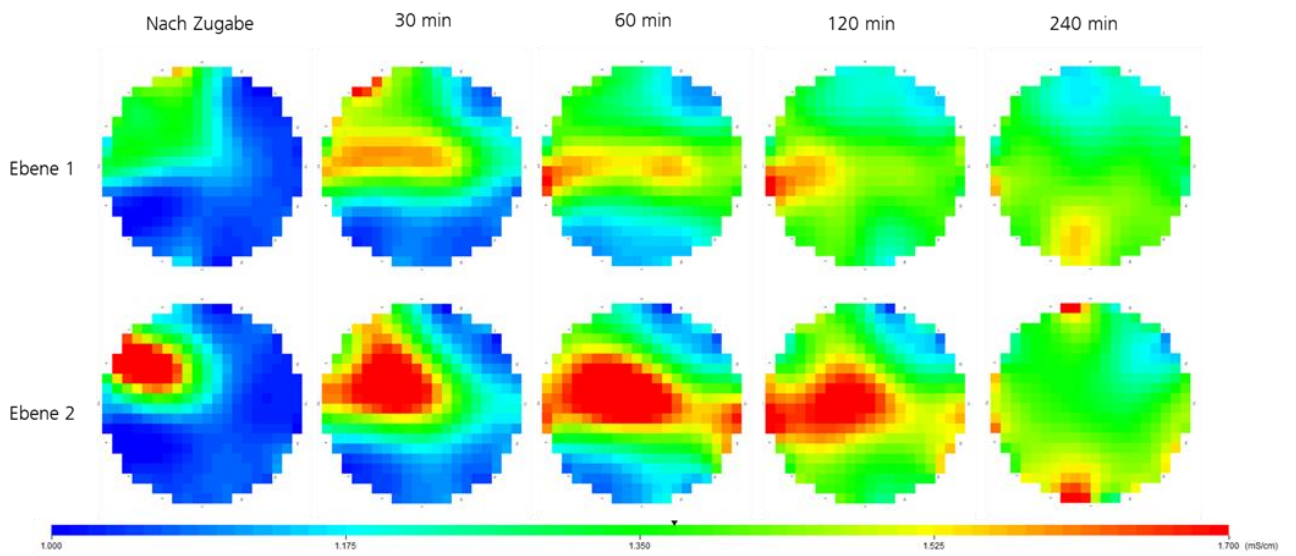 Nach Zugabe 30 min 60 min 120 min 240 min
Ebene 1
Ebene 2
1.000 1.175 1.350 1.525 1.700 (mS/cm)